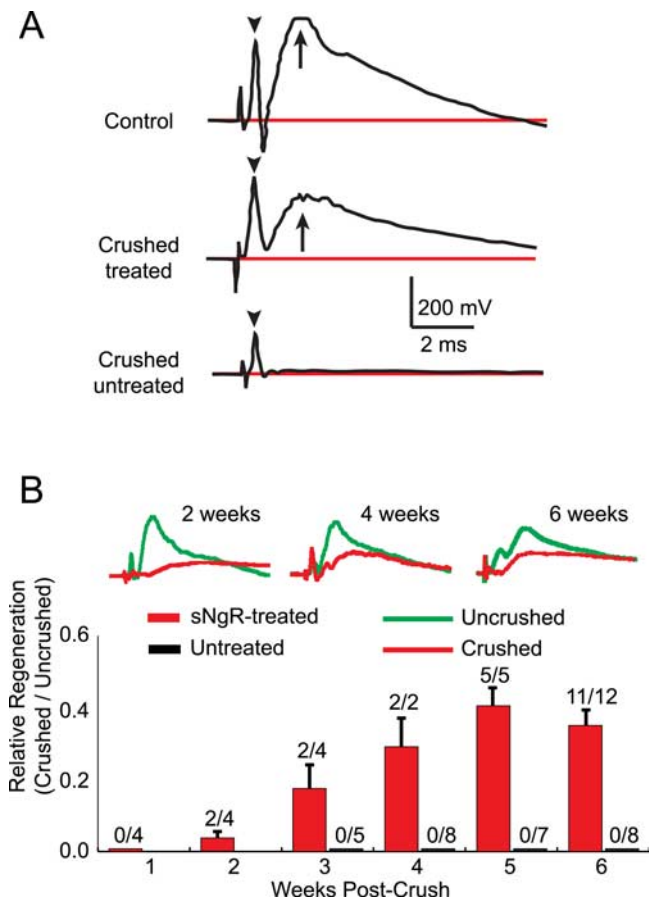 A
Control
Crushed
treated
200 mV
2 ms
Crushed
untreated
B
2 weeks
4 weeks
6 weeks
sNgR-treated
Uncrushed
Untreated
Crushed
Relative Regeneration
(Crushed / Uncrushed)
0.6
0.4
0.2
0.0
0/4
2/4
2/4
0/5
2/2
0/8
5/5
0/7
11/12
0/8
1
2
3
4
5
6
Weeks Post-Crush